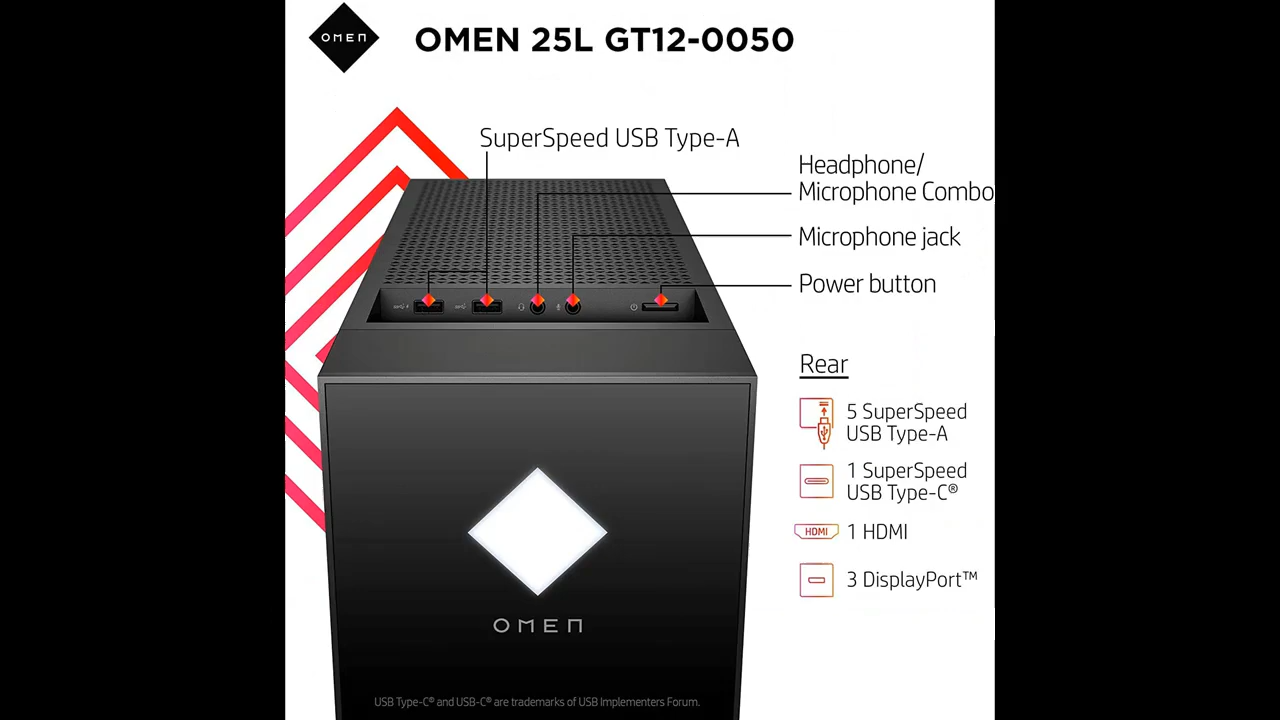 OMEN
OMEN 25L GT12-0050
SuperSpeed USB Type-A
Headphone/
Microphone Combo
Microphone jack
Power button
Rear
5 SuperSpeed
USB Type-A
1 SuperSpeed
USB Type-C®
HDMI
1 HDMI
3 DisplayPort™
OMEN
USB Type-C® and USB-C® are trademarks of USB Implementers Forum.